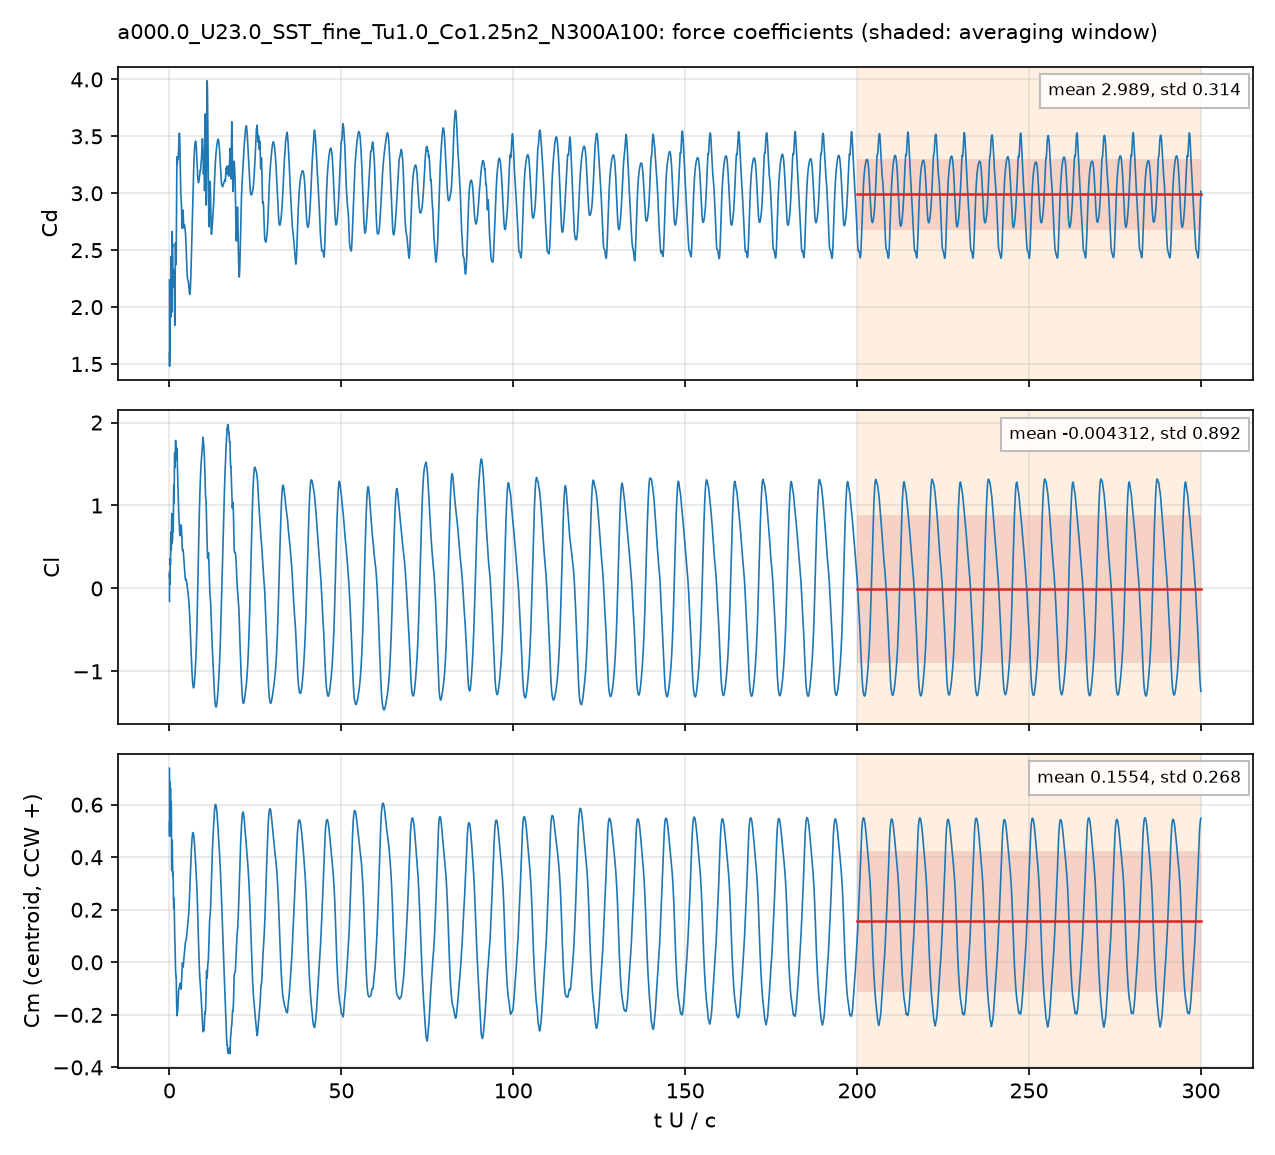 a000.0_U23.0_SST_fine_Tu1.0_Co1.25n2_N300A100: force coefficients (shaded: averaging window)
4.0
3.5
3.0
2.5
2.0
1.5
Cd
mean 2.989, std 0.314
2
1
0
−1
Cl
mean -0.004312, std 0.892
0.6
0.4
0.2
0.0
−0.2
−0.4
Cm (centroid, CCW +)
mean 0.1554, std 0.268
0 50 100 150 200 250 300
t U / c